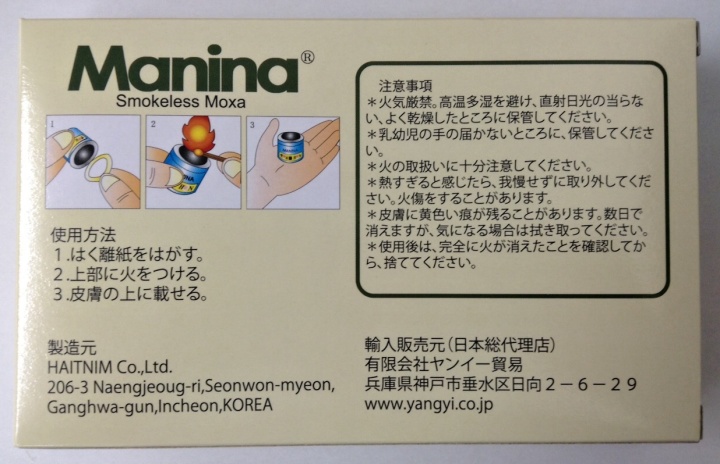 Manina®
Smokeless Moxa
1
2
3
使用方法
１.はく離紙をはがす。
２.上部に火をつける。
３.皮膚の上に載せる。
注意事項
＊火気厳禁。高温多湿を避け、直射日光の当らな
い、よく乾燥したところに保管してください。
＊乳幼児の手の届かないところに、保管してくださ
い。
＊火の取扱いに十分注意してください。
＊熱すぎると感じたら、我慢せずに取り外してくだ
さい。火傷をすることがあります。
＊皮膚に黄色い痕が残ることがあります。数日で
消えますが、気になる場合は拭き取ってください。
＊使用後は、完全に火が消えたことを確認してか
ら、捨ててください。
製造元
HAITNIM Co.,Ltd.
206-3 Naengjeoug-ri,Seonwon-myeon,
Ganghwa-gun,Incheon,KOREA
輸入販売元（日本総代理店）
有限会社ヤンイー貿易
兵庫県神戸市垂水区日向２－６－２９
www.yangyi.co.jp